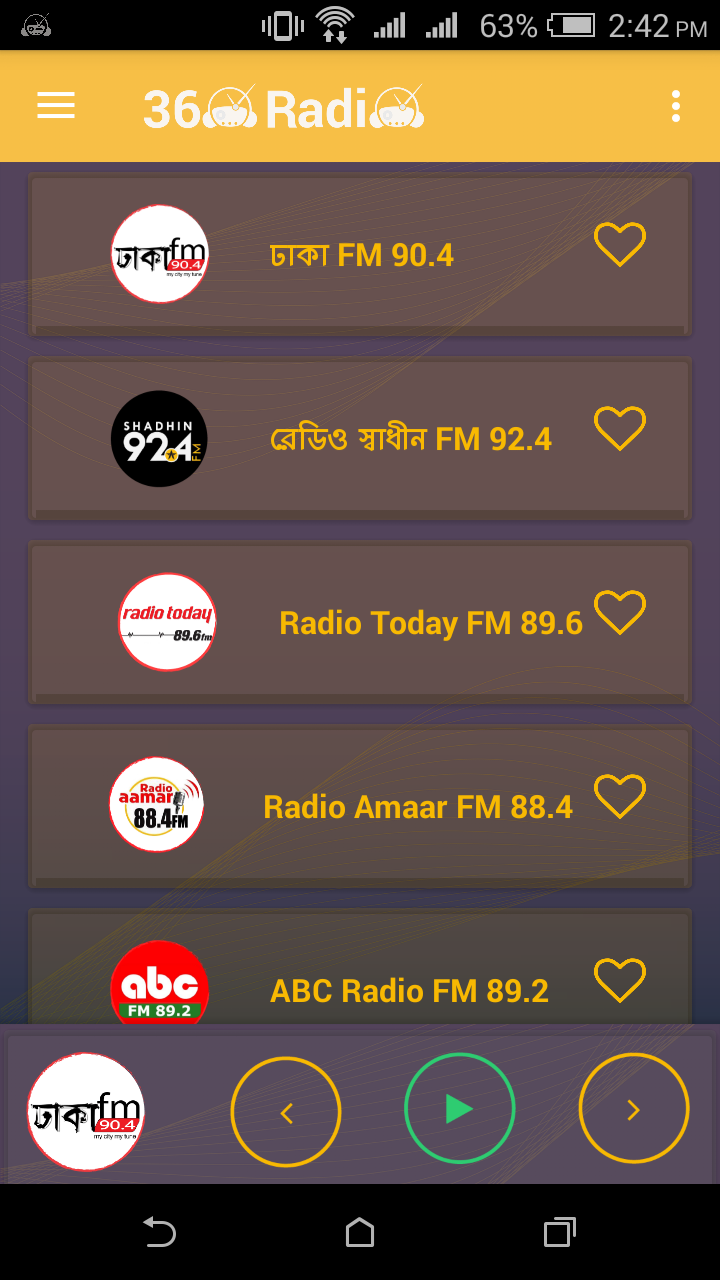 63% 2:42 PM
360 Radio
ঢাকা fm
90.4
my city my tune
ঢাকা FM 90.4
SHADHIN
92.4
FM
রেডিও স্বাধীন FM 92.4
radio today
89.6fm
Radio Today FM 89.6
Radio
aamar
88.4FM
Radio Amaar FM 88.4
abc
FM 89.2
ABC Radio FM 89.2
ঢাকা fm
90.4
my city my tune